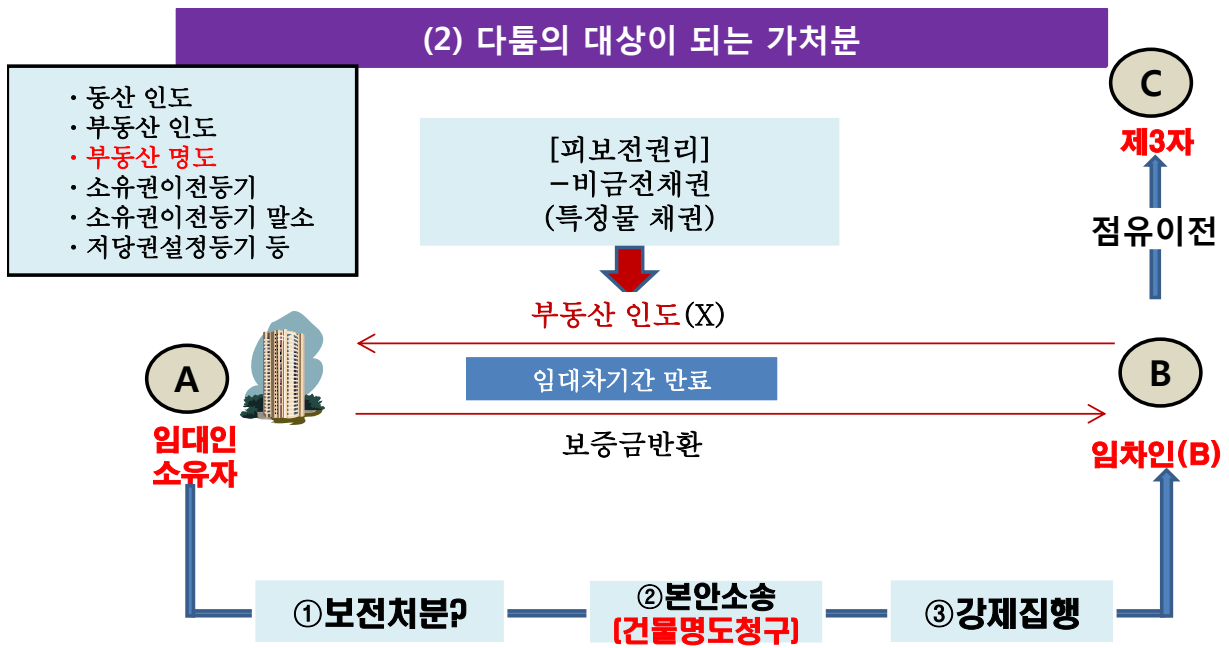 (2) 다툼의 대상이 되는 가처분
· 동산 인도
· 부동산 인도
· 부동산 명도
· 소유권이전등기
· 소유권이전등기 말소
· 저당권설정등기 등
[피보전권리]
-비금전채권
(특정물 채권)
C
제3자
점유이전
부동산 인도(X)
임대차기간 만료
보증금반환
A
임대인
소유자
B
임차인(B)
①보전처분?
②본안소송
(건물명도청구)
③강제집행